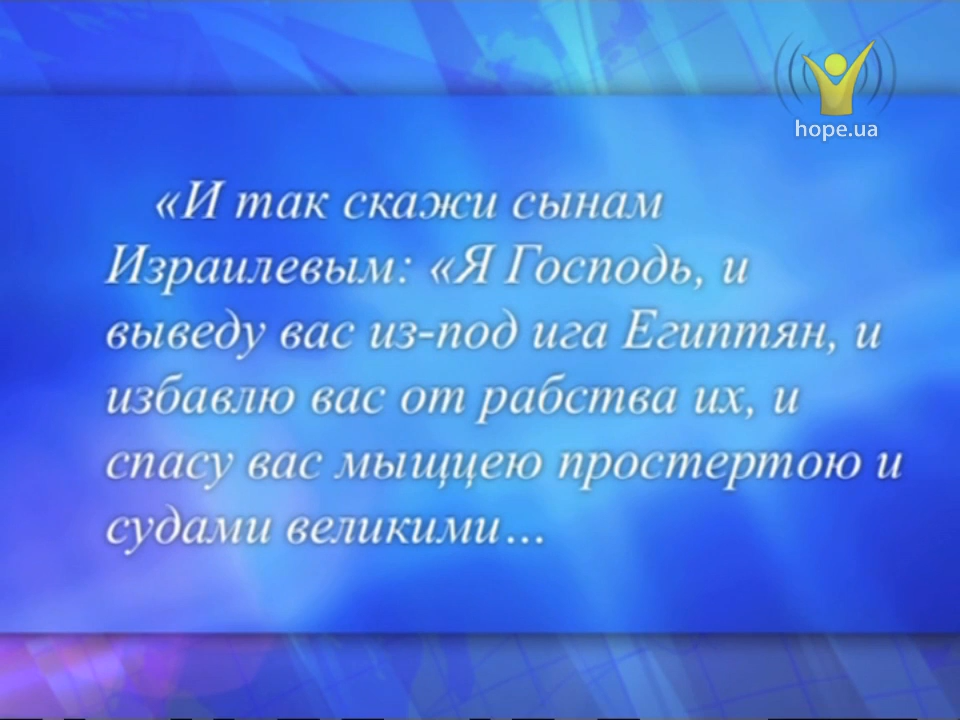 hope.ua
«И так скажи сынам
Израилевым: «Я Господь, и
выведу вас из-под ига Египтян, и
избавлю вас от рабства их, и
спасу вас мыщцею простертою и
судами великими…